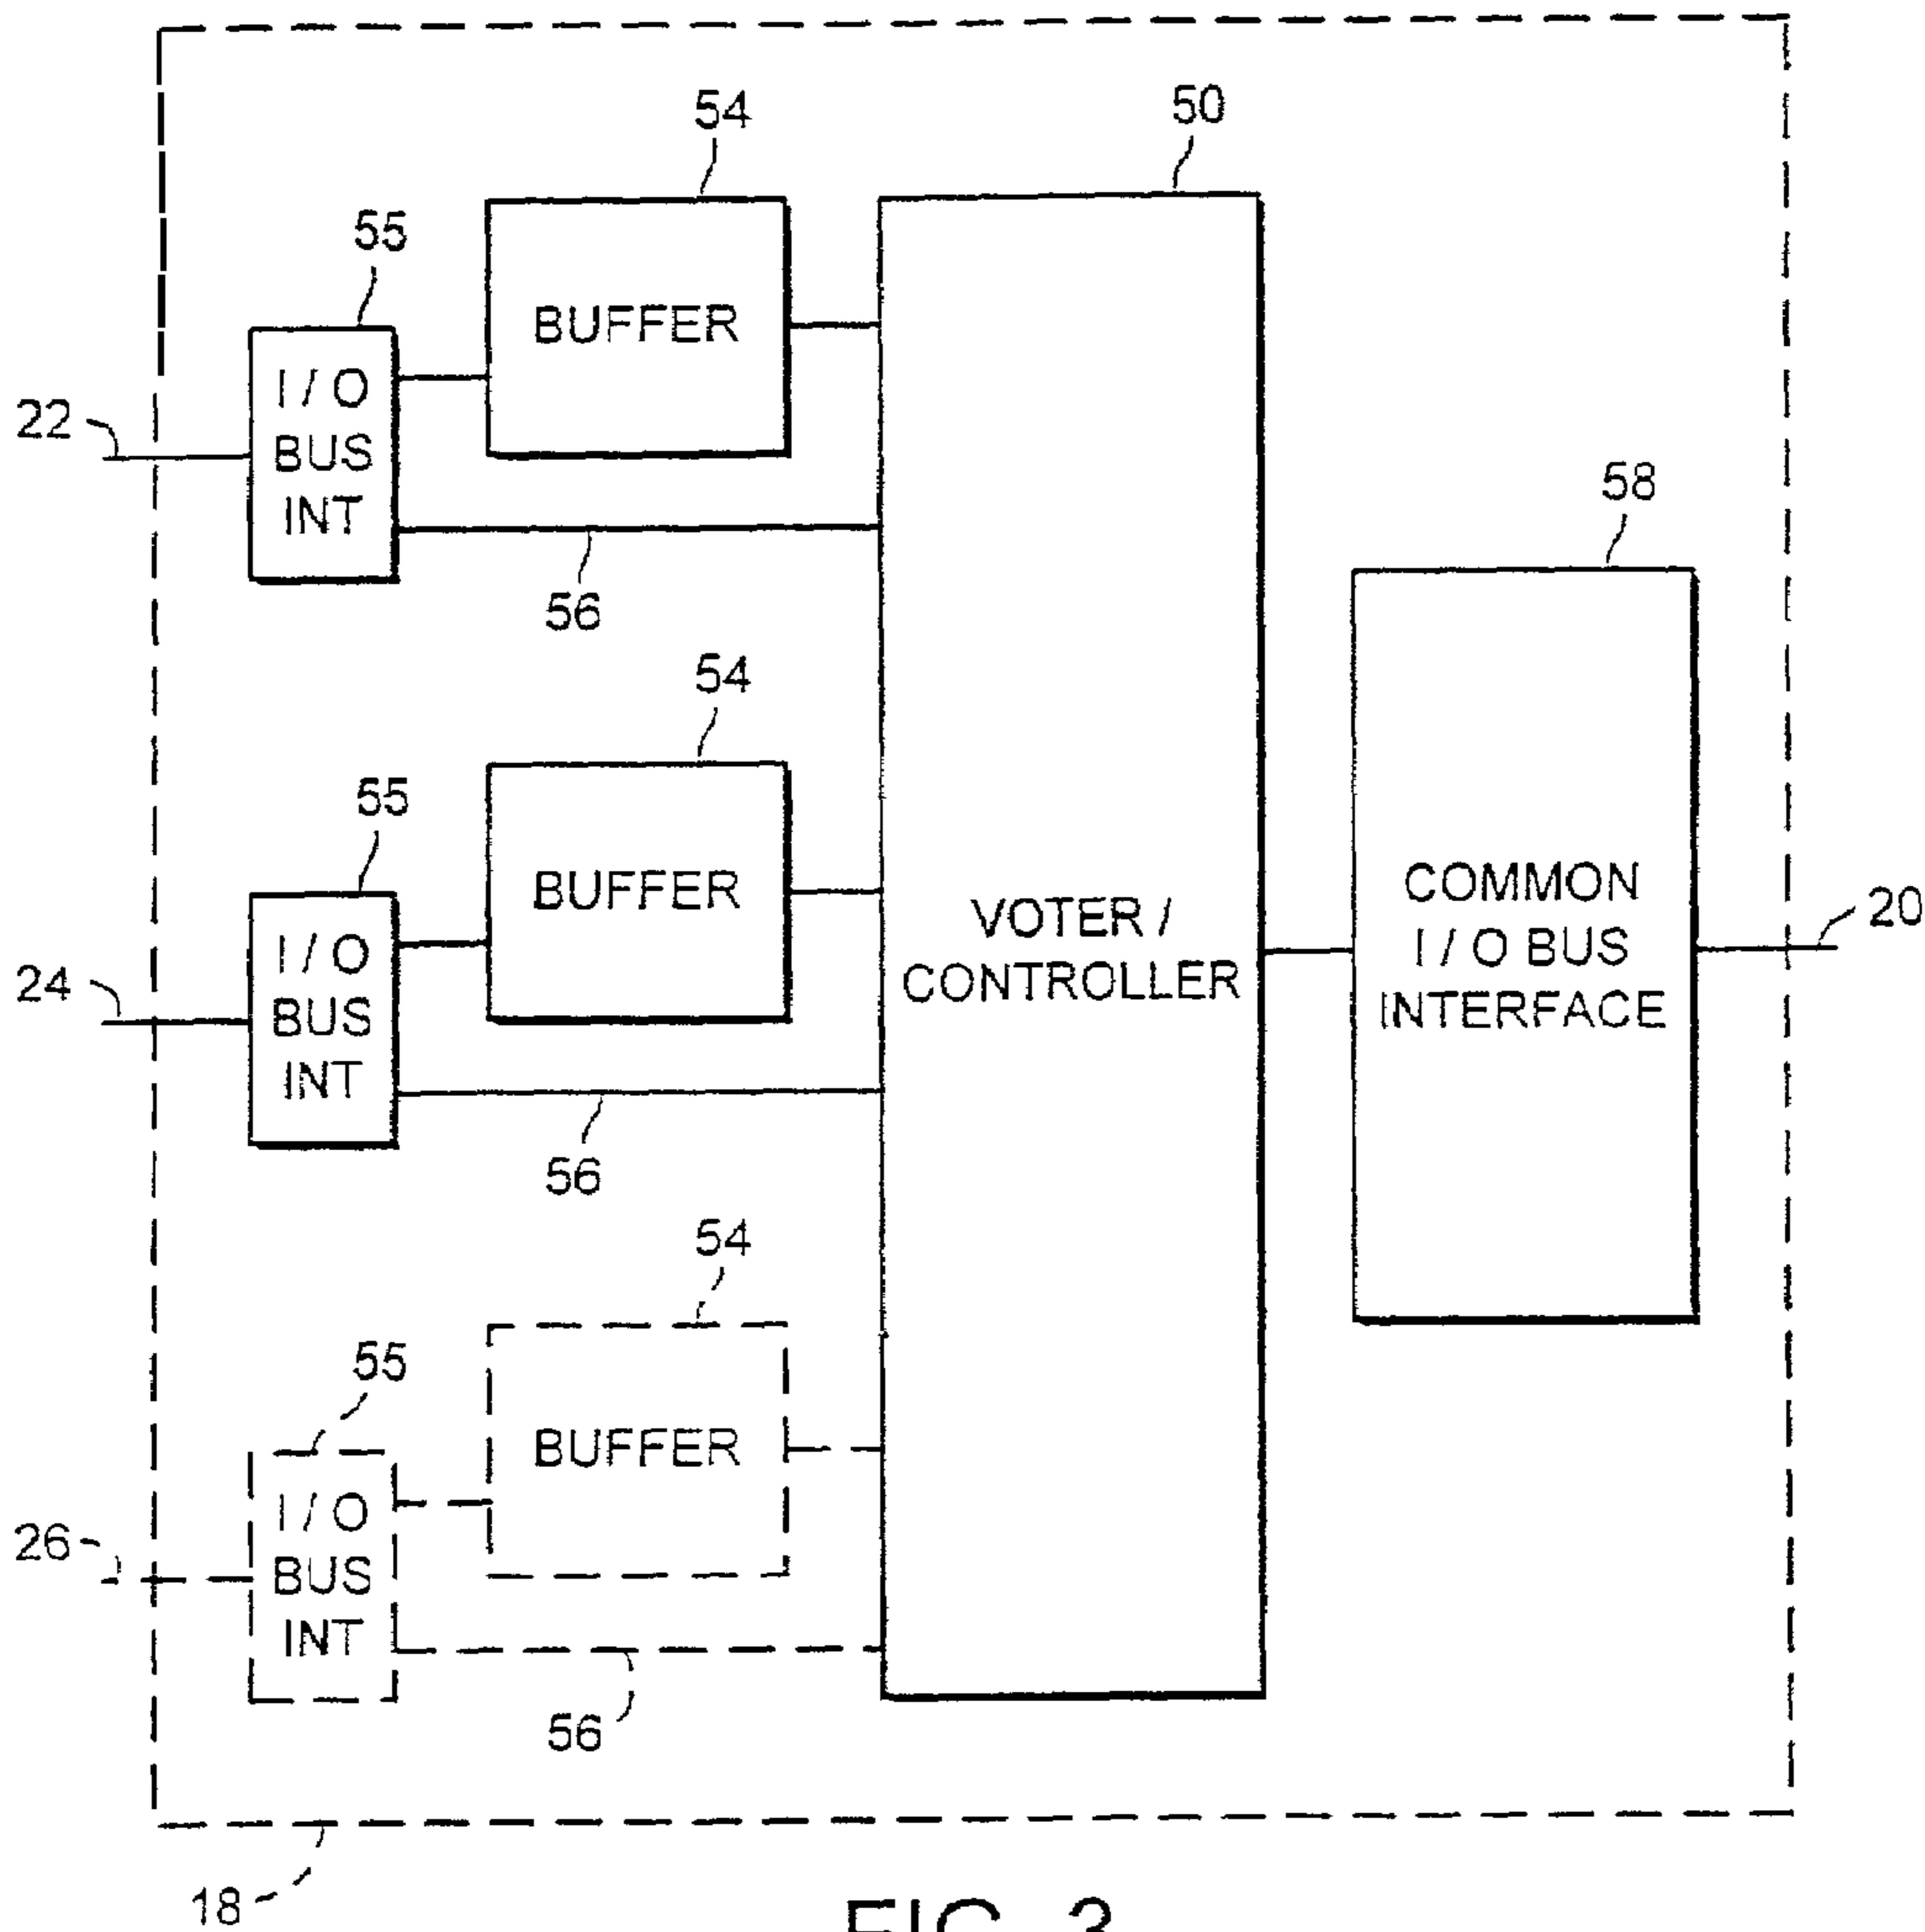 54
50
55
BUFFER
I / O
BUS
INT
22
58
56
54
55
BUFFER
VOTER /
CONTROLLER
COMMON
I / O BUS
INTERFACE
20
I / O
BUS
INT
24
56
54
55
BUFFER
I / O
BUS
INT
26
56
18